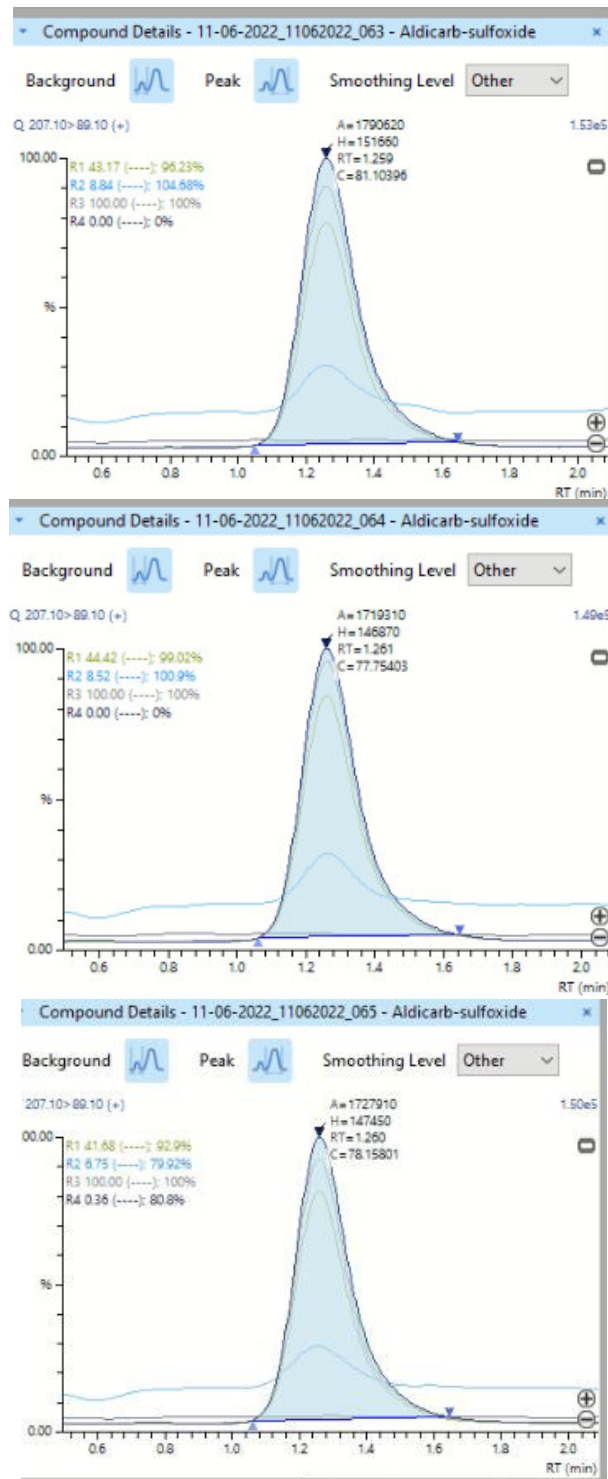 Compound Details - 11-06-2022_11062022_063 - Aldicarb-sulfoxide ×
Background Peak Smoothing Level Other
Q 207.10>89.10 (+) A=1790620 1.53e5
H=151660
RT=1.259
C=81.10396
100.00
R1 43.17 (----); 96.23%
R2 8.84 (----); 104.68%
R3 100.00 (----); 100%
R4 0.00 (----); 0%
%
0.00
0.6 0.8 1.0 1.2 1.4 1.6 1.8 2.0
RT (min)
Compound Details - 11-06-2022_11062022_064 - Aldicarb-sulfoxide ×
Background Peak Smoothing Level Other
Q 207.10>89.10 (+) A=1719310 1.49e5
H=146870
RT=1.261
C=77.75403
100.00
R1 44.42 (----); 99.02%
R2 8.52 (----); 100.9%
R3 100.00 (----); 100%
R4 0.00 (----); 0%
%
0.00
0.6 0.8 1.0 1.2 1.4 1.6 1.8 2.0
RT (min)
Compound Details - 11-06-2022_11062022_065 - Aldicarb-sulfoxide ×
Background Peak Smoothing Level Other
207.10>89.10 (+) A=1727910 1.50e5
H=147450
RT=1.260
C=78.15801
00.00
R1 41.68 (----); 92.9%
R2 6.75 (----); 79.92%
R3 100.00 (----); 100%
R4 0.36 (----); 80.8%
%
0.00
0.6 0.8 1.0 1.2 1.4 1.6 1.8 2.0
RT (min)